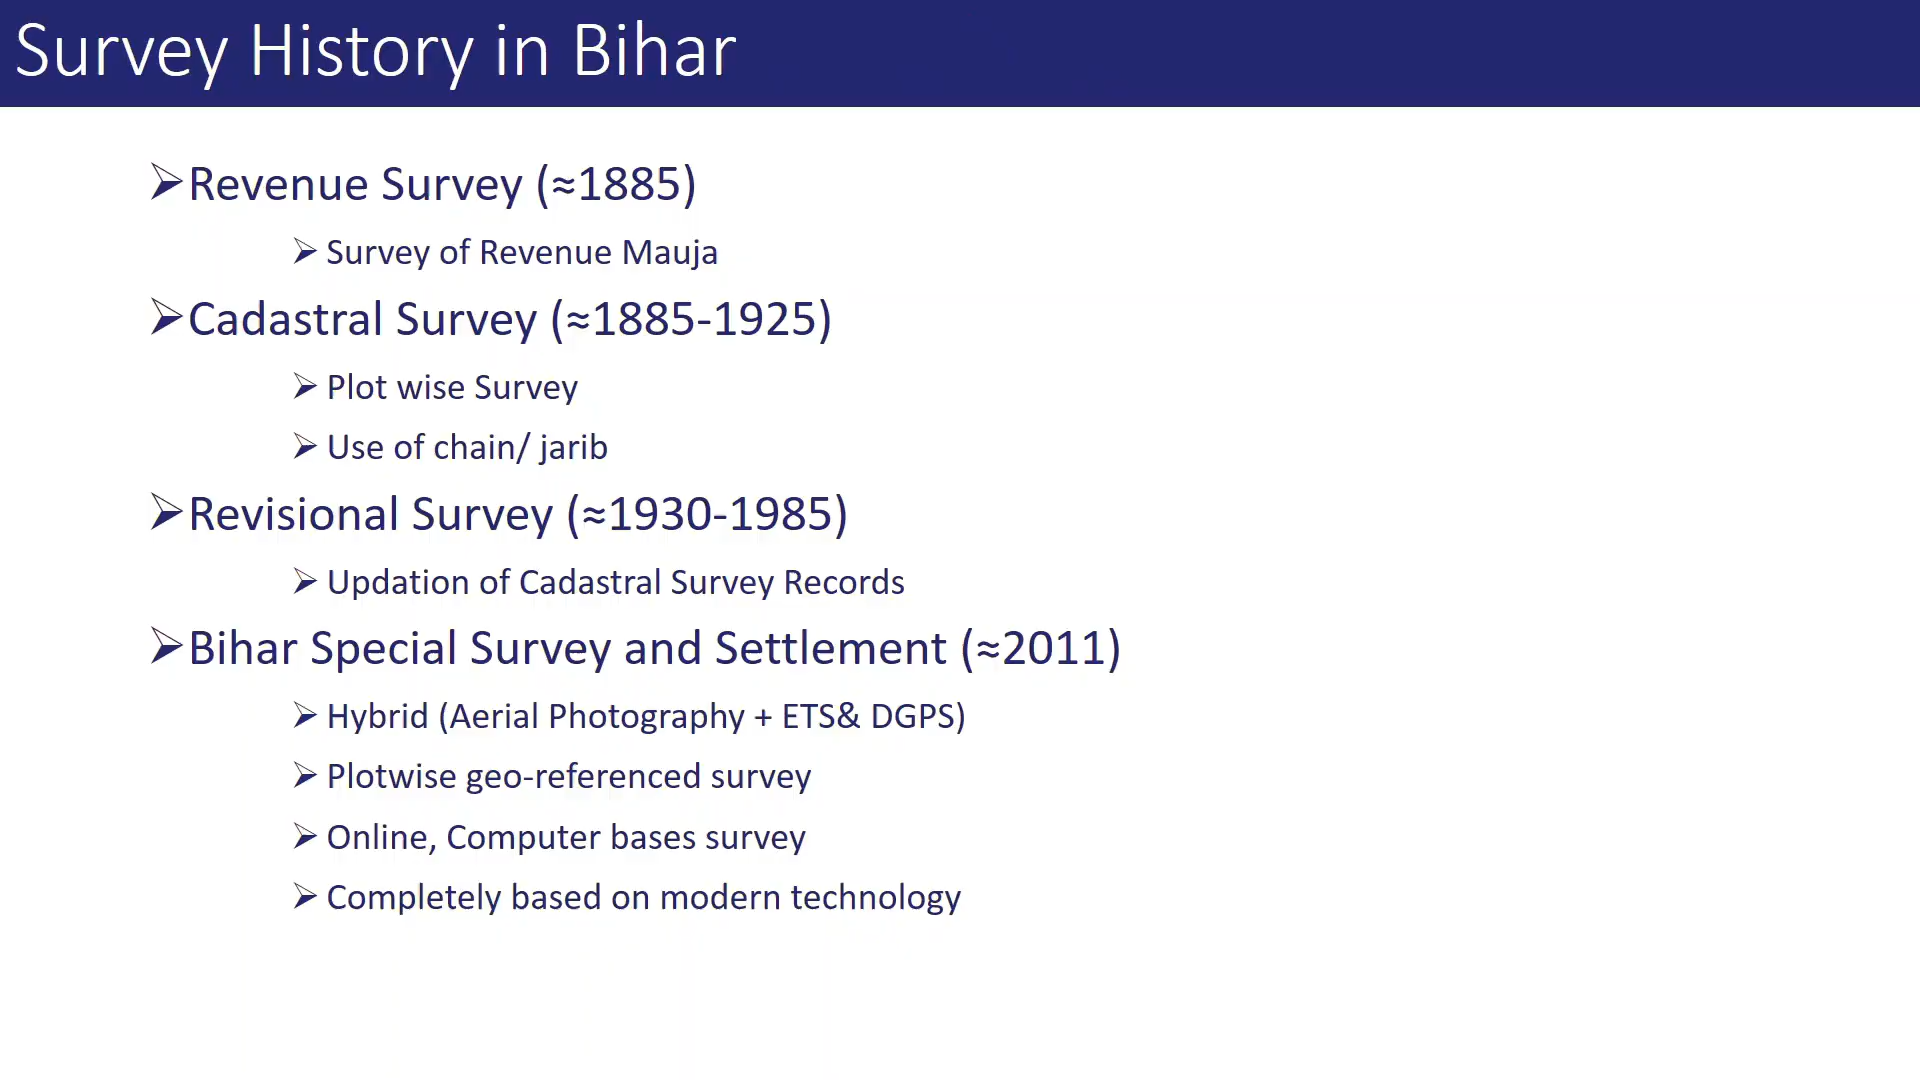 Survey History in Bihar
➢Revenue Survey (≈1885)
➢Survey of Revenue Mauja
➢Cadastral Survey (≈1885-1925)
➢Plot wise Survey
➢Use of chain/ jarib
➢Revisional Survey (≈1930-1985)
➢Updation of Cadastral Survey Records
➢Bihar Special Survey and Settlement (≈2011)
➢Hybrid (Aerial Photography + ETS& DGPS)
➢Plotwise geo-referenced survey
➢Online, Computer bases survey
➢Completely based on modern technology